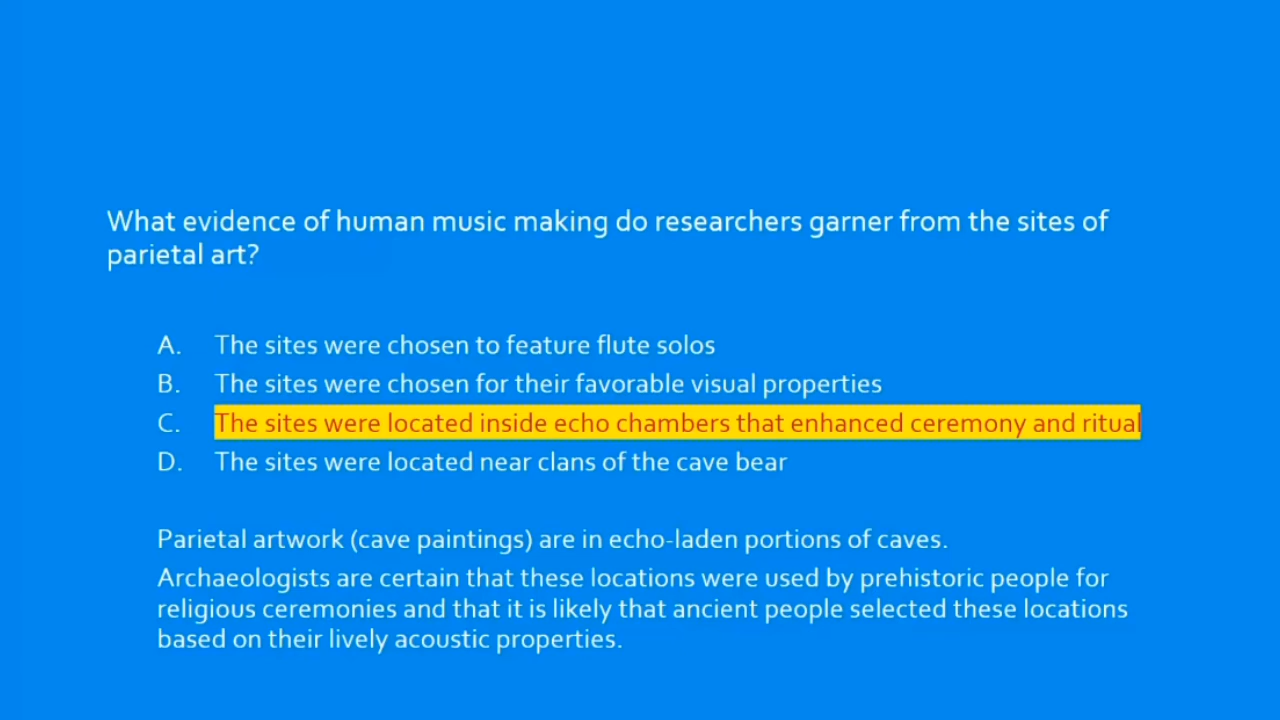 What evidence of human music making do researchers garner from the sites of
parietal art?
A. The sites were chosen to feature flute solos
B. The sites were chosen for their favorable visual properties
C. The sites were located inside echo chambers that enhanced ceremony and ritual
D. The sites were located near clans of the cave bear
Parietal artwork (cave paintings) are in echo-laden portions of caves.
Archaeologists are certain that these locations were used by prehistoric people for
religious ceremonies and that it is likely that ancient people selected these locations
based on their lively acoustic properties.